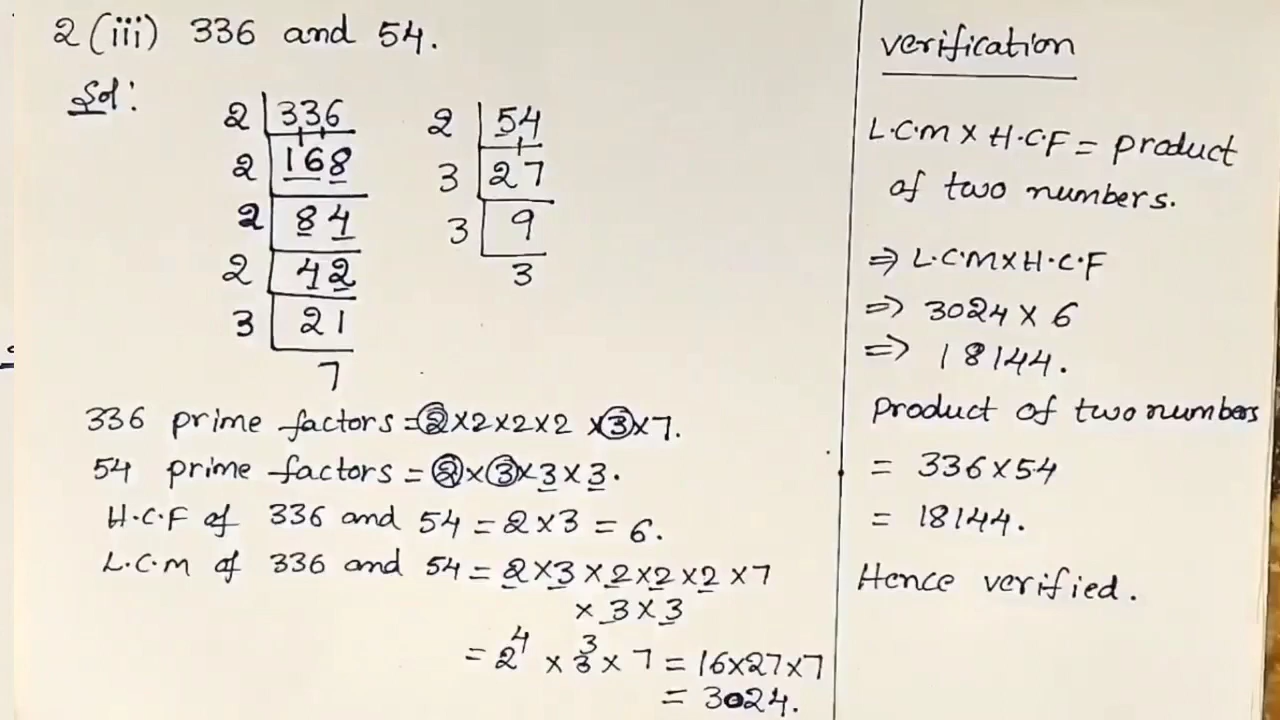 2 (iii) 336 and 54.
Sol:
2 | 336
2 | 168
2 | 84
2 | 42
3 | 21
7
2 | 54
3 | 27
3 | 9
3
336 prime factors = 2×2×2×2 ×3×7.
54 prime factors = 2×3×3×3.
H.C.F of 336 and 54 = 2×3 = 6.
L.C.M of 336 and 54 = 2×3×2×2×2×7
×3×3
= 2⁴ × 3³ × 7 = 16×27×7
= 3024.
verification
L.C.M × H.C.F = product
of two numbers.
⇒ L.C.M×H.C.F
⇒ 3024 × 6
⇒ 18144.
product of two numbers
= 336×54
= 18144.
Hence verified.